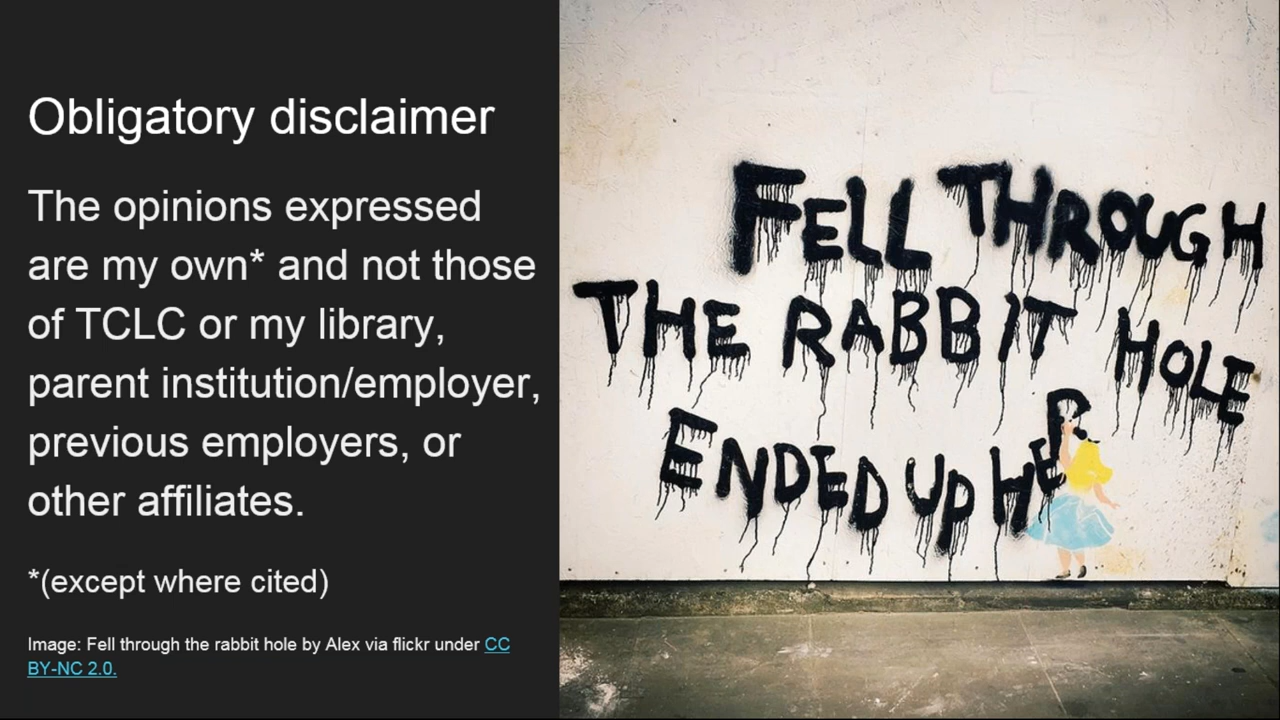 Obligatory disclaimer
The opinions expressed
are my own* and not those
of TCLC or my library,
parent institution/employer,
previous employers, or
other affiliates.
*(except where cited)
Image: Fell through the rabbit hole by Alex via flickr under CC
BY-NC 2.0.
FELL THROUGH
THE RABBIT HOLE
ENDED UP HER